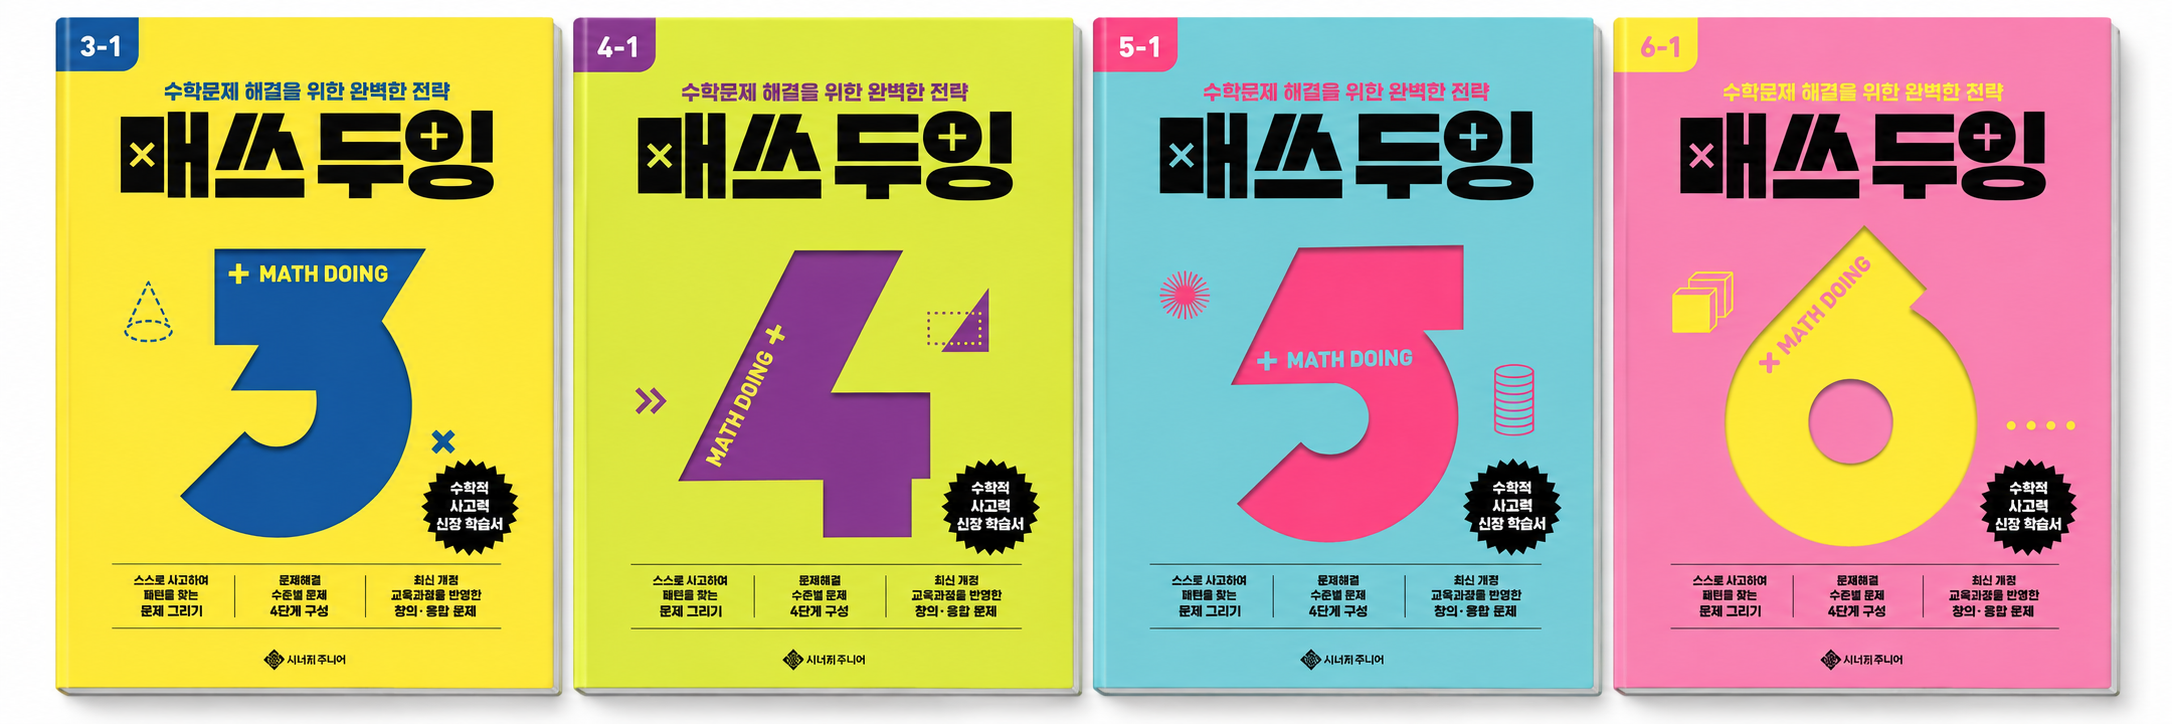 3-1
수학문제 해결을 위한 완벽한 전략
매쓰 두잉
+ MATH DOING
수학적
사고력
신장 학습서
스스로 사고하여
패턴을 찾는
문제 그리기
문제해결
수준별 문제
4단계 구성
최신 개정
교육과정을 반영한
창의·융합 문제
시너지 주니어
4-1
수학문제 해결을 위한 완벽한 전략
매쓰 두잉
MATH DOING +
수학적
사고력
신장 학습서
스스로 사고하여
패턴을 찾는
문제 그리기
문제해결
수준별 문제
4단계 구성
최신 개정
교육과정을 반영한
창의·융합 문제
시너지 주니어
5-1
수학문제 해결을 위한 완벽한 전략
매쓰 두잉
+ MATH DOING
수학적
사고력
신장 학습서
스스로 사고하여
패턴을 찾는
문제 그리기
문제해결
수준별 문제
4단계 구성
최신 개정
교육과정을 반영한
창의·융합 문제
시너지 주니어
6-1
수학문제 해결을 위한 완벽한 전략
매쓰 두잉
× MATH DOING
수학적
사고력
신장 학습서
스스로 사고하여
패턴을 찾는
문제 그리기
문제해결
수준별 문제
4단계 구성
최신 개정
교육과정을 반영한
창의·융합 문제
시너지 주니어